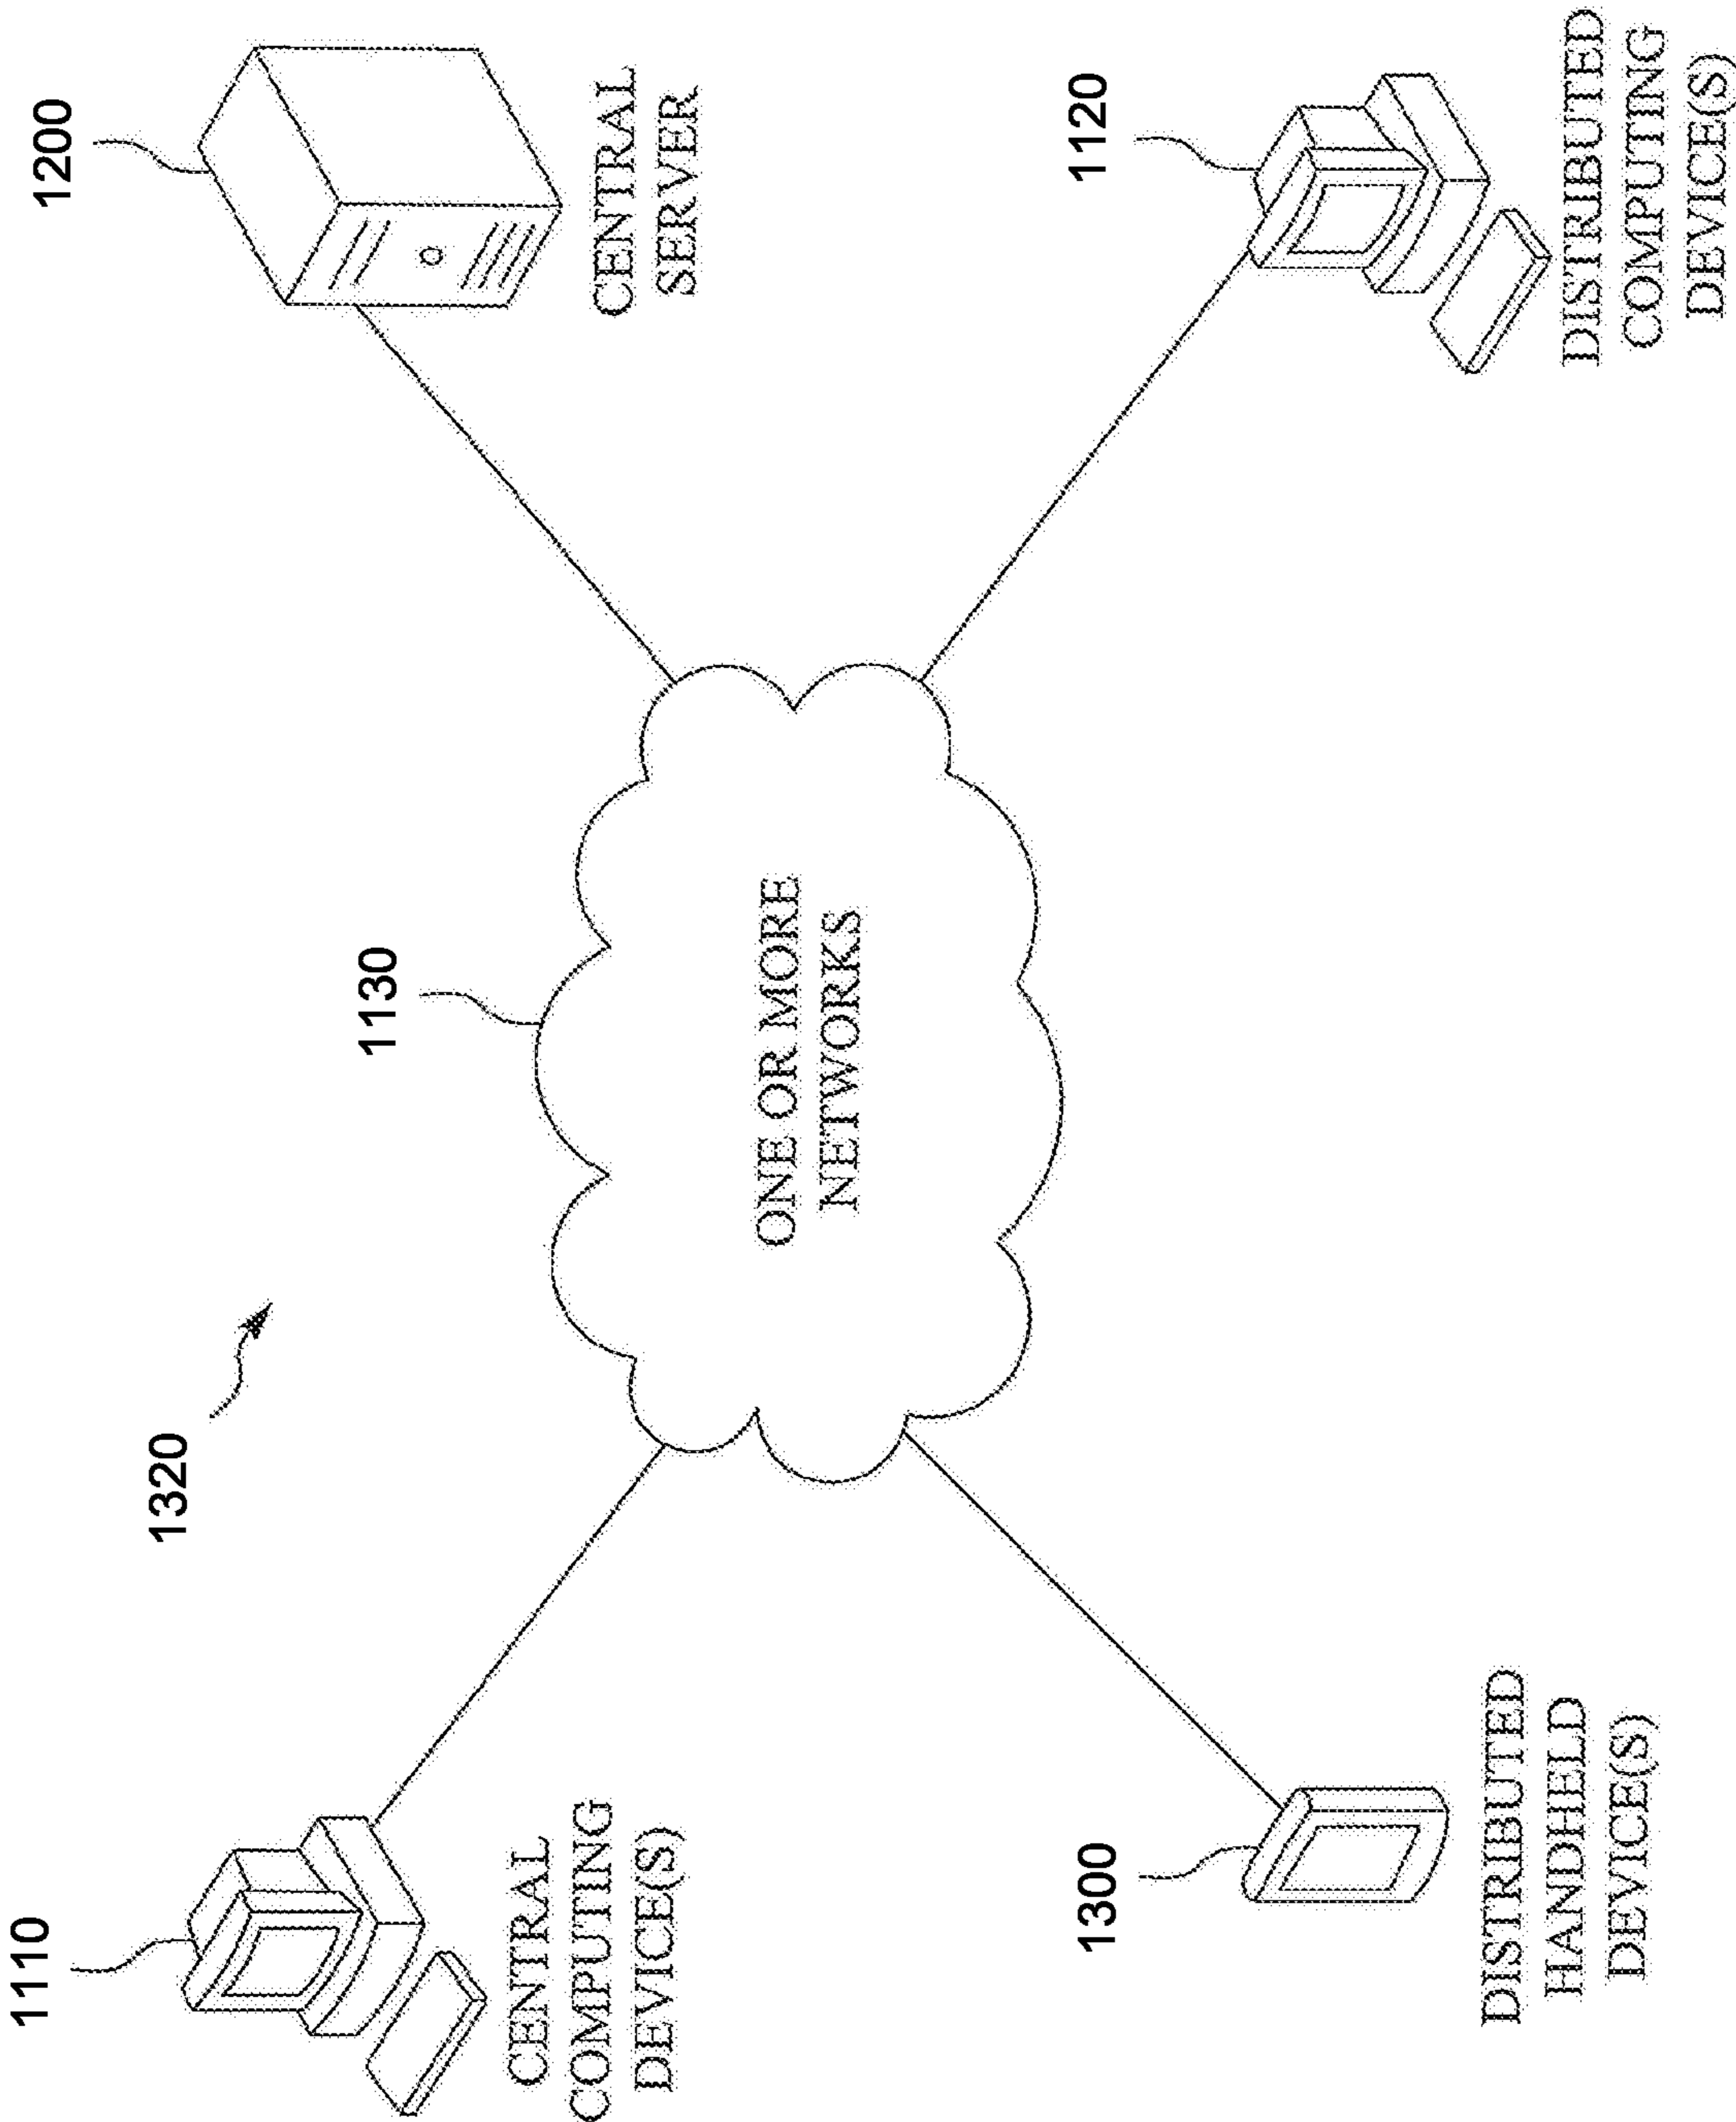 1110
CENTRAL
COMPUTING
DEVICE(S)
1320
1130
ONE OR MORE
NETWORKS
1200
CENTRAL
SERVER
1300
DISTRIBUTED
HANDHELD
DEVICE(S)
1120
DISTRIBUTED
COMPUTING
DEVICE(S)